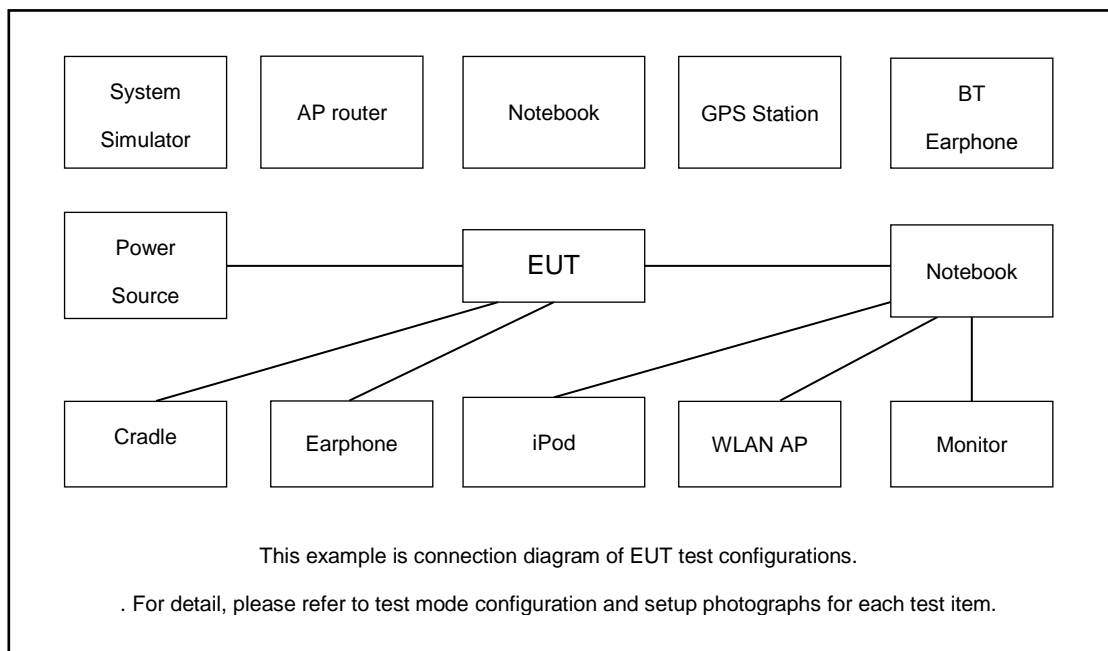 System
Simulator
AP router
Notebook
GPS Station
BT
Earphone
Power
Source
EUT
Notebook
Cradle
Earphone
iPod
WLAN AP
Monitor
This example is connection diagram of EUT test configurations.
. For detail, please refer to test mode configuration and setup photographs for each test item.